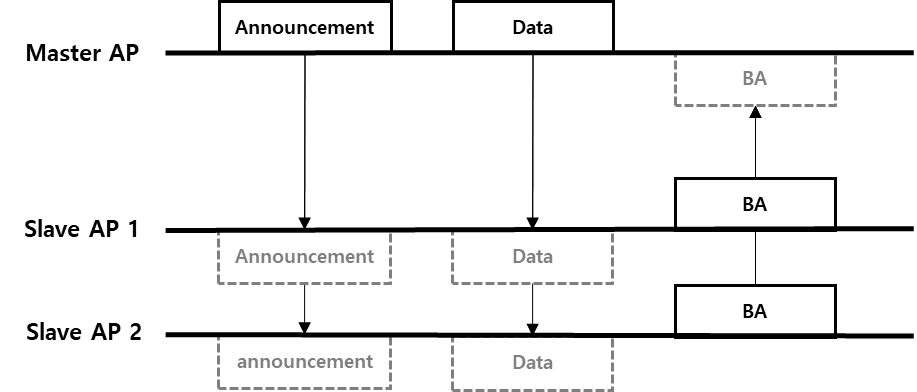 Announcement Data
Master AP
BA
BA
Slave AP 1
Announcement Data
BA
Slave AP 2
announcement Data